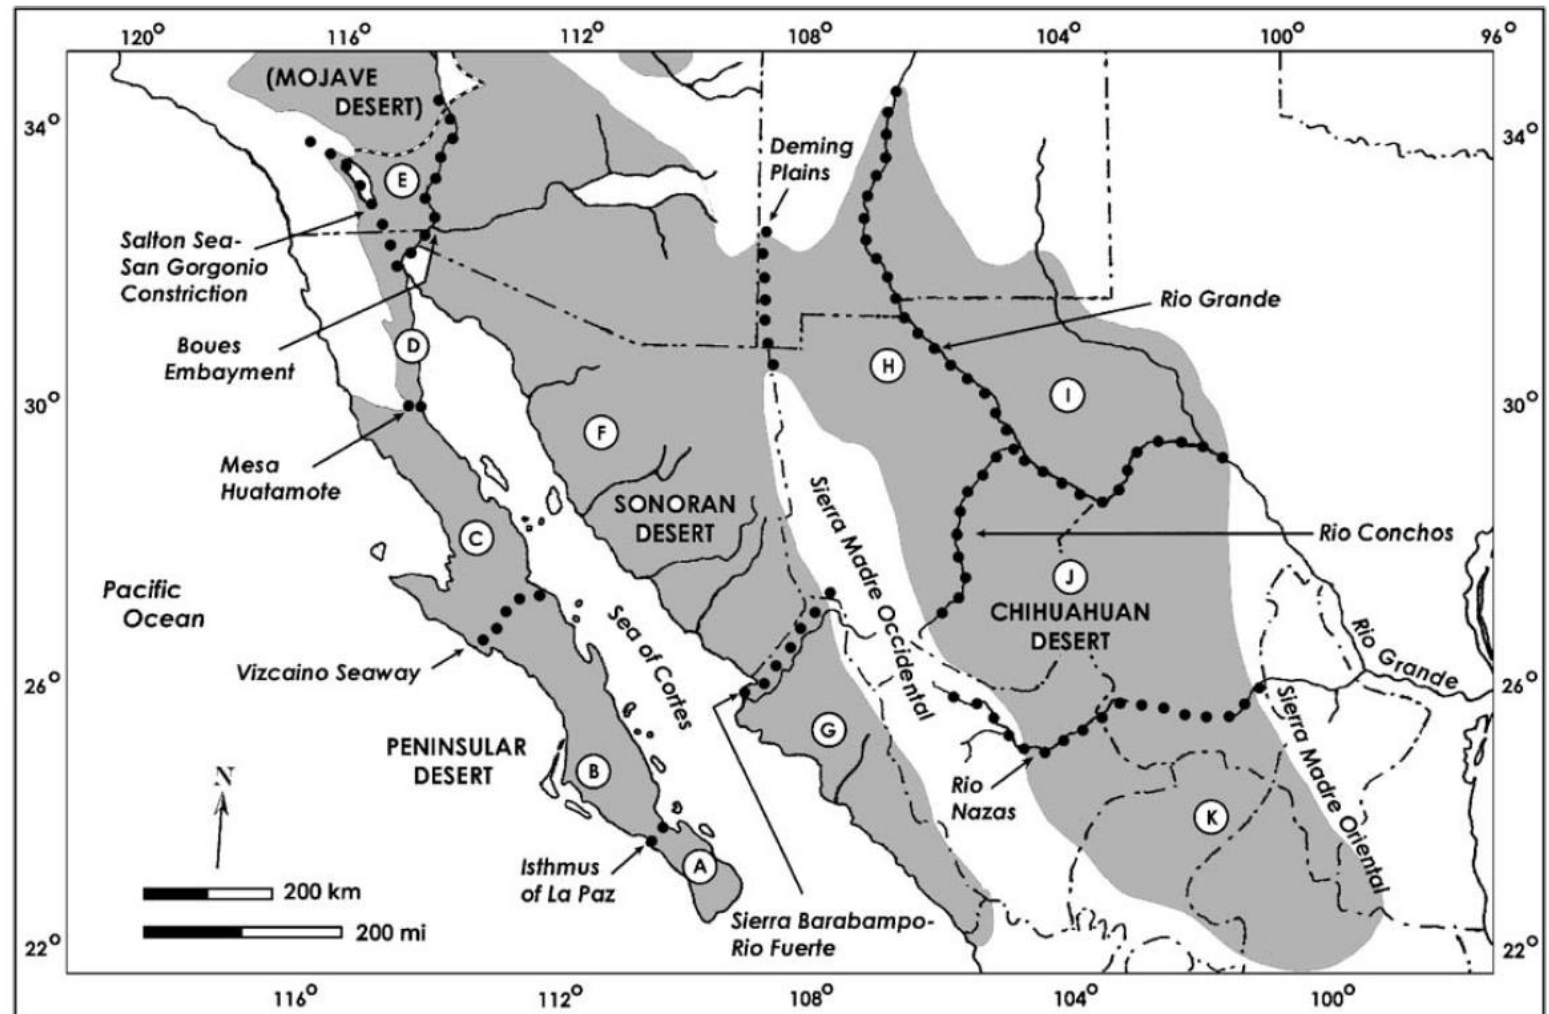 120°
116°
112°
108°
104°
100°
96°
(MOJAVE
DESERT)
34°
34°
Deming
Plains
E
Salton Sea-
San Gorgonio
Constriction
Rio Grande
Boues
Embayment
D
H
I
30°
30°
F
Mesa
Huatamote
SONORAN
DESERT
Sierra Madre Occidental
C
Rio Conchos
J
CHIHUAHUAN
DESERT
Pacific
Ocean
Sea of Cortes
Rio Grande
Vizcaino Seaway
26°
26°
Sierra Madre Oriental
G
PENINSULAR
DESERT
B
N
Rio
Nazas
K
Isthmus
of La Paz
A
200 km
200 mi
Sierra Barabampo-
Rio Fuerte
22°
22°
116°
112°
108°
104°
100°